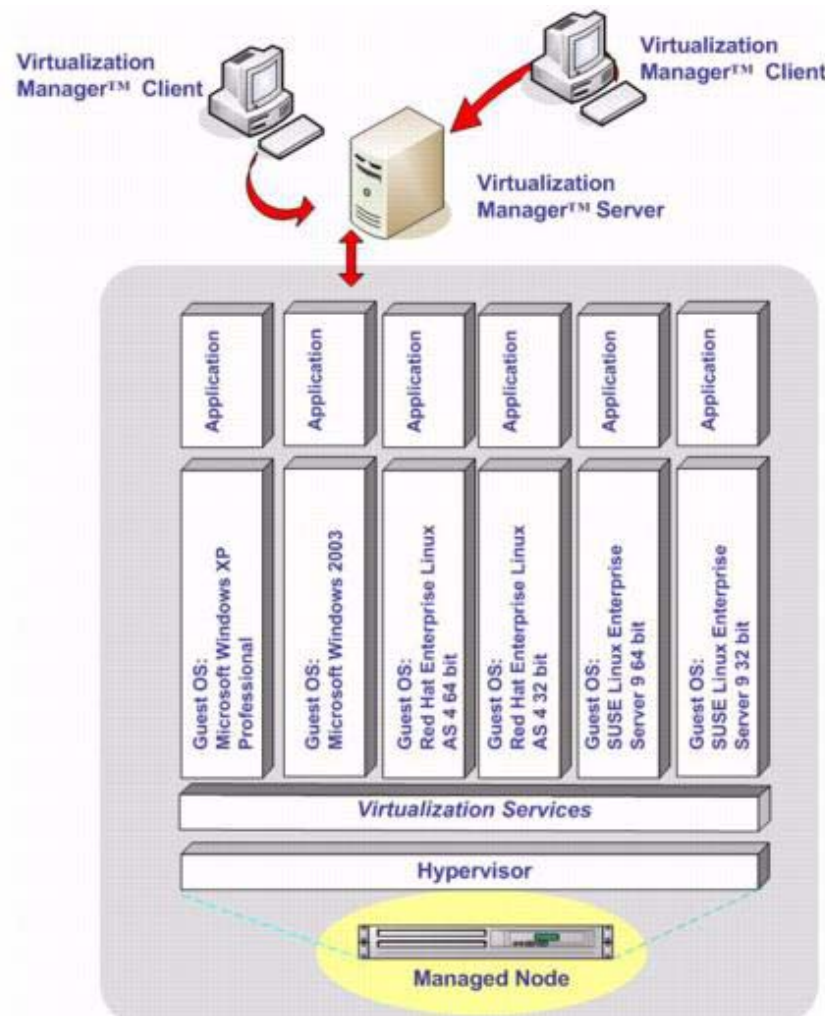 Virtualization
Manager™ Client
Virtualization
Manager™ Client
Virtualization
Manager™ Server
Application
Application
Application
Application
Application
Application
Guest OS:
Microsoft Windows XP
Professional
Guest OS:
Microsoft Windows 2003
Guest OS:
Red Hat Enterprise Linux
AS 4 64 bit
Guest OS:
Red Hat Enterprise Linux
AS 4 32 bit
Guest OS:
SUSE Linux Enterprise
Server 9 64 bit
Guest OS:
SUSE Linux Enterprise
Server 9 32 bit
Virtualization Services
Hypervisor
Managed Node